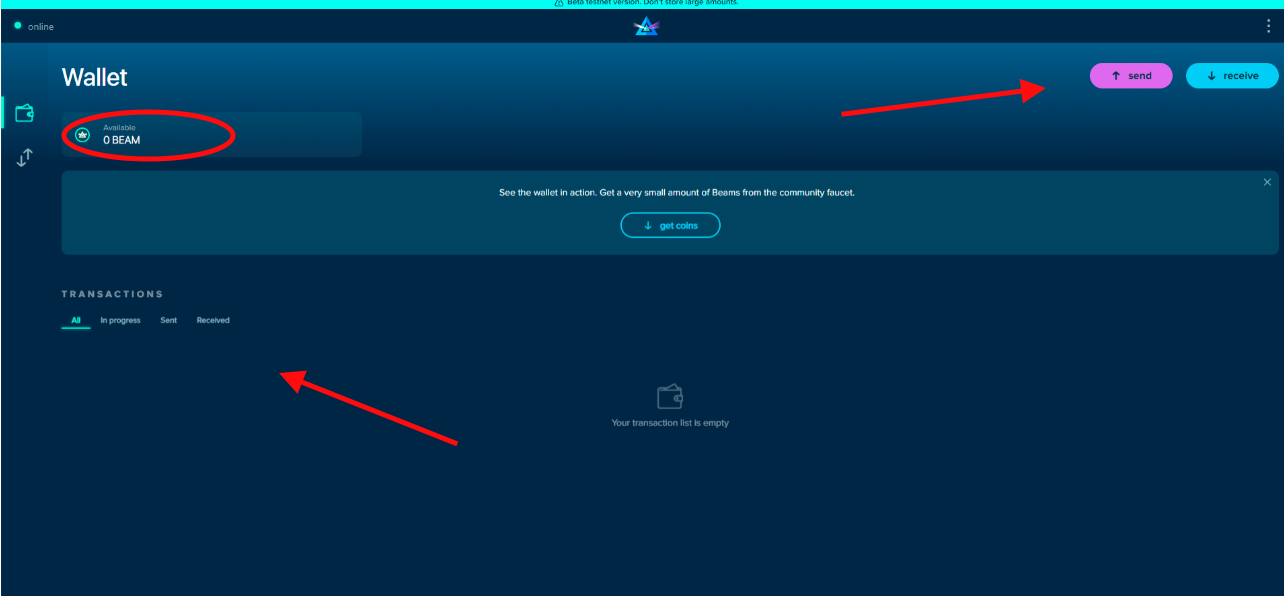 Beta testnet version. Don't store large amounts.
online
Wallet
send
receive
Available
0 BEAM
See the wallet in action. Get a very small amount of Beams from the community faucet.
get coins
TRANSACTIONS
All In progress Sent Received
Your transaction list is empty